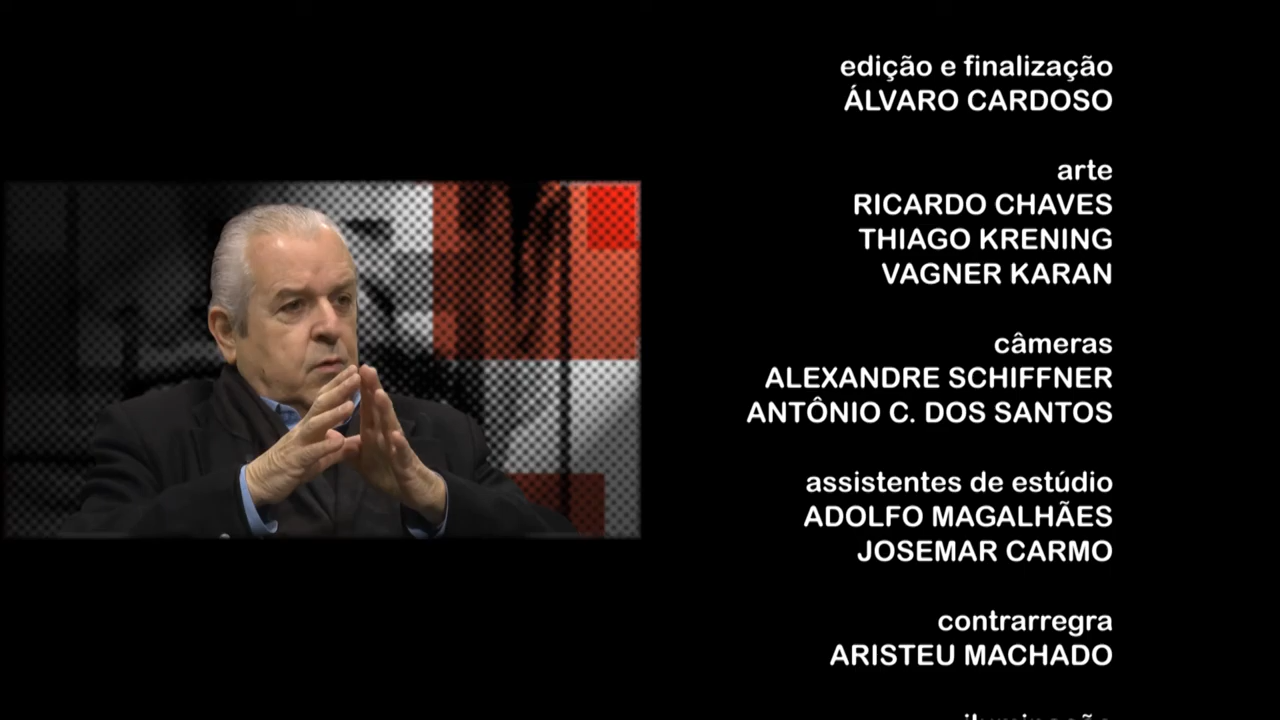 edição e finalização
ÁLVARO CARDOSO
arte
RICARDO CHAVES
THIAGO KRENING
VAGNER KARAN
câmeras
ALEXANDRE SCHIFFNER
ANTÔNIO C. DOS SANTOS
assistentes de estúdio
ADOLFO MAGALHÃES
JOSEMAR CARMO
contrarregra
ARISTEU MACHADO